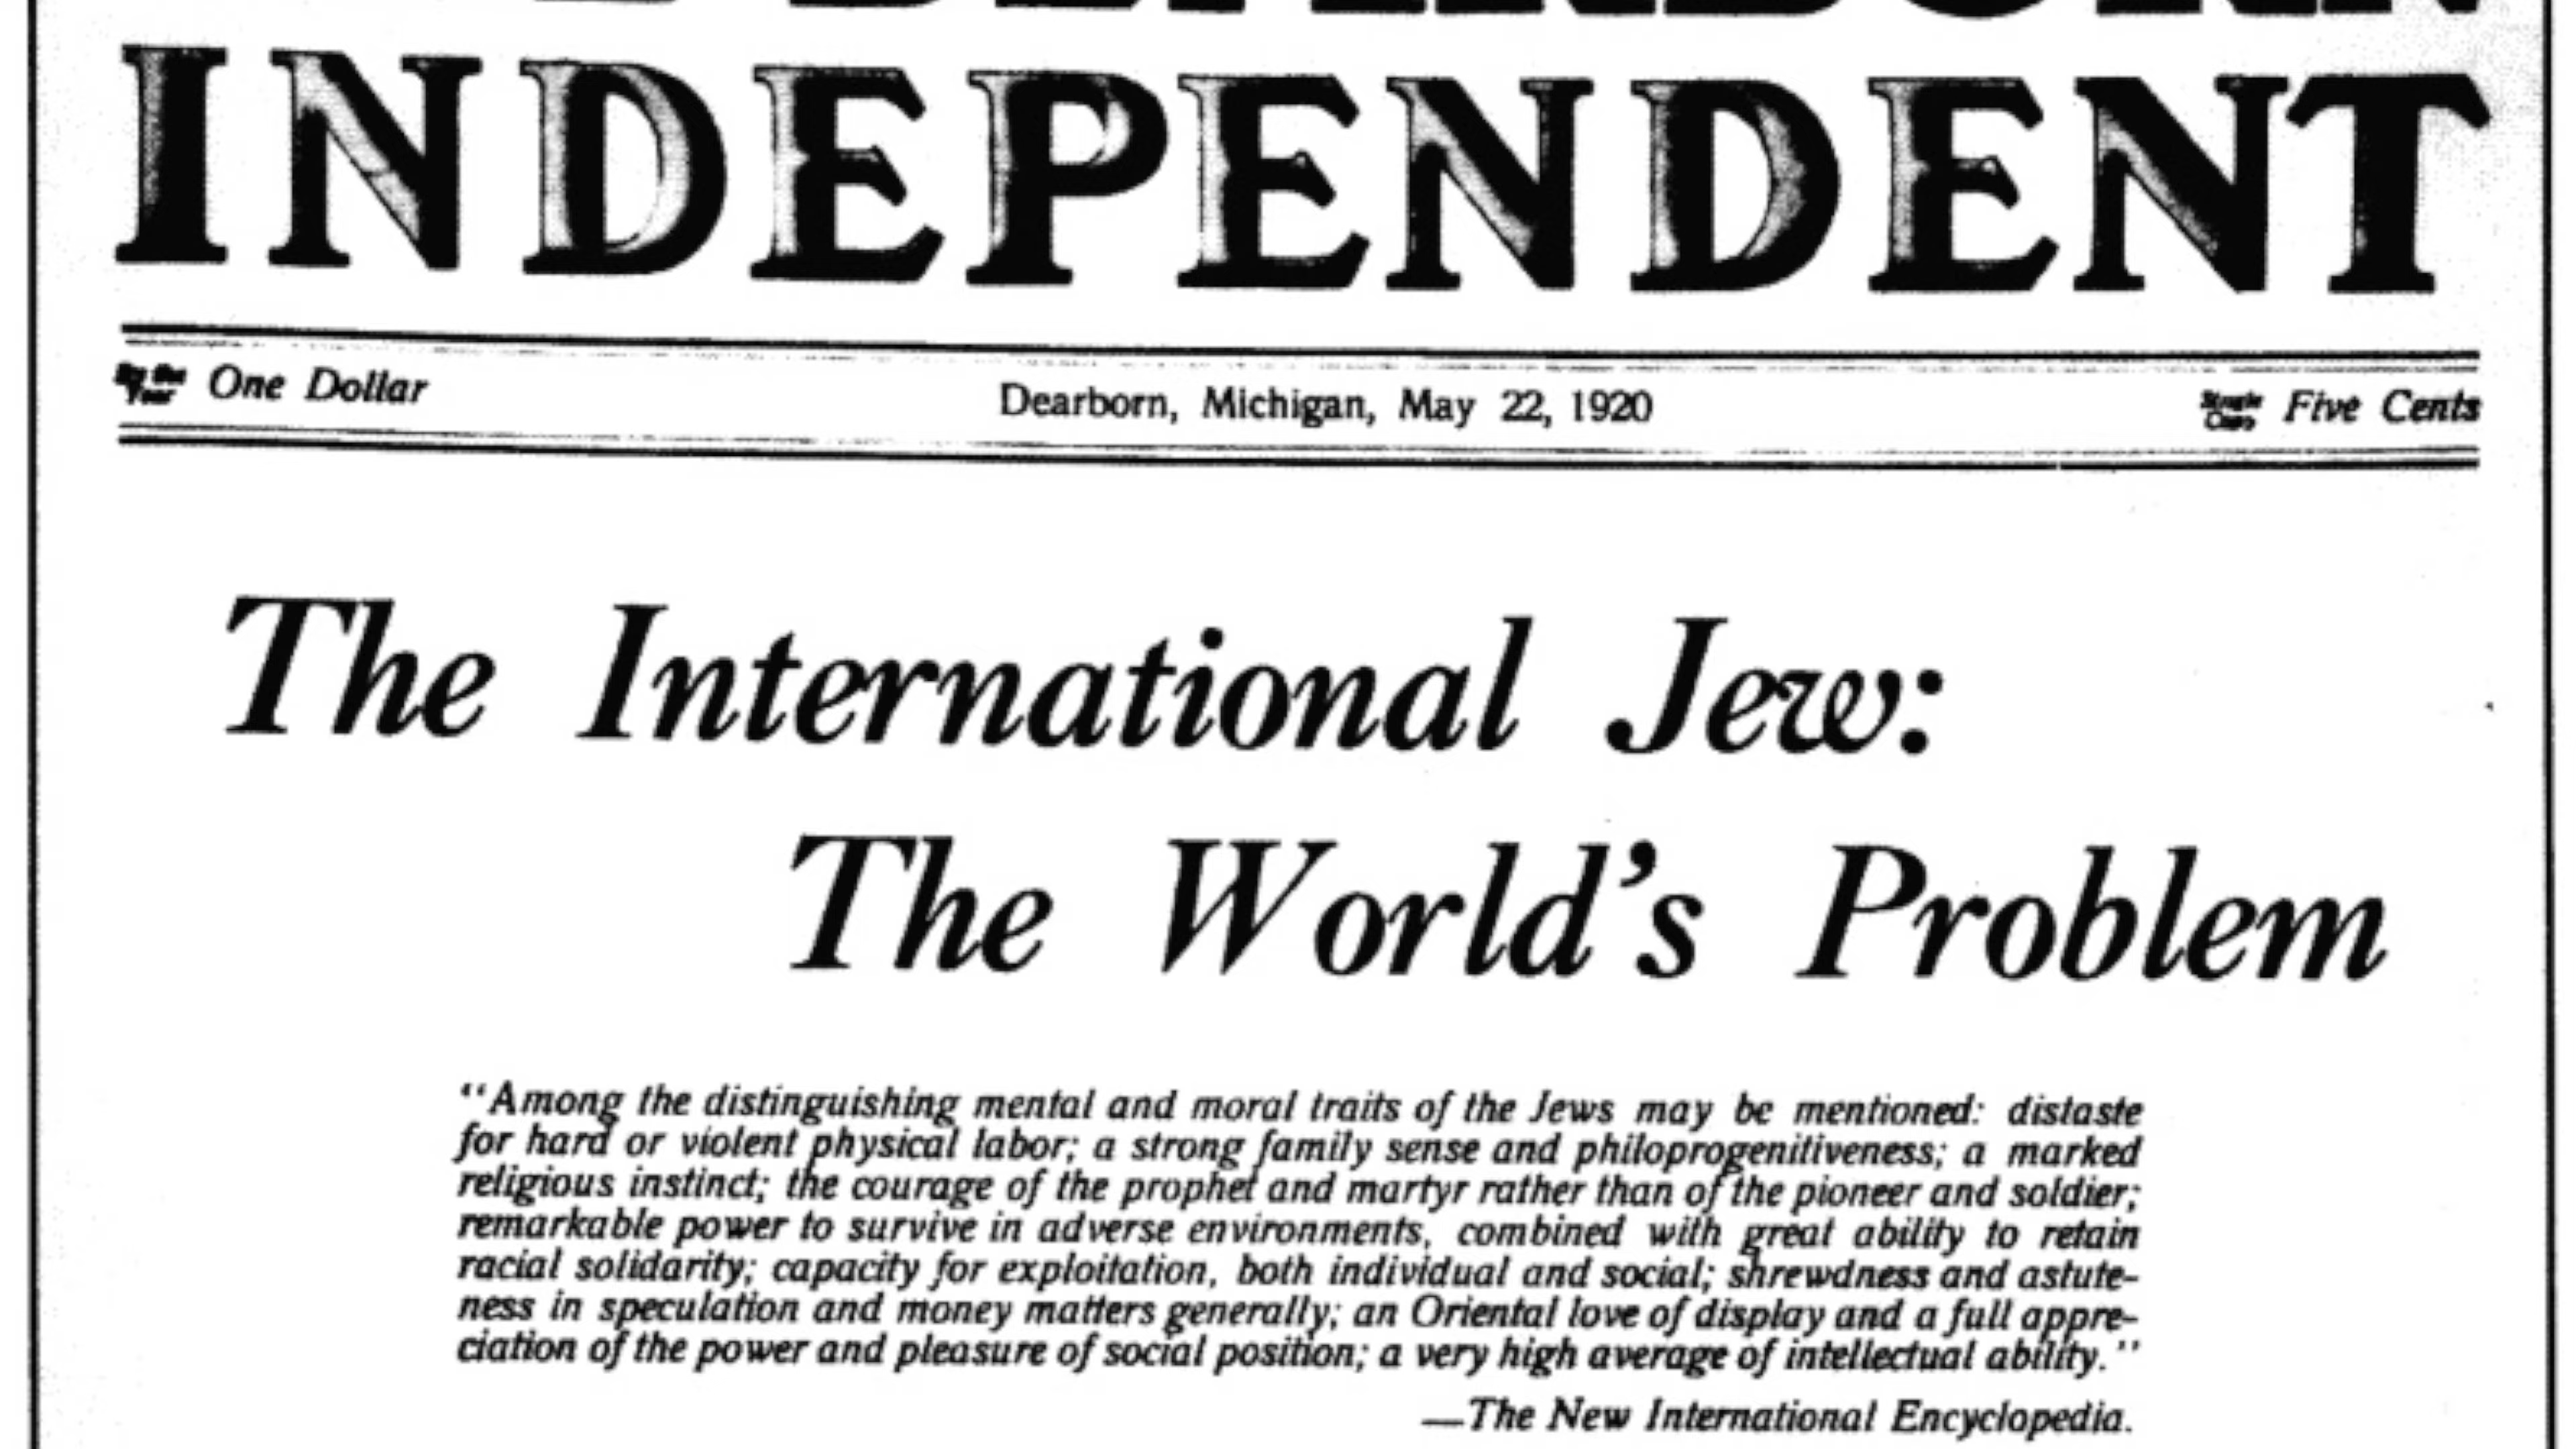 INDEPENDENT
By the Year One Dollar Dearborn, Michigan, May 22, 1920 Single Copy Five Cents
The International Jew:
The World's Problem
"Among the distinguishing mental and moral traits of the Jews may be mentioned: distaste
for hard or violent physical labor; a strong family sense and philoprogenitiveness; a marked
religious instinct; the courage of the prophet and martyr rather than of the pioneer and soldier;
remarkable power to survive in adverse environments, combined with great ability to retain
racial solidarity; capacity for exploitation, both individual and social; shrewdness and astute-
ness in speculation and money matters generally; an Oriental love of display and a full appre-
ciation of the power and pleasure of social position; a very high average of intellectual ability."
—The New International Encyclopedia.